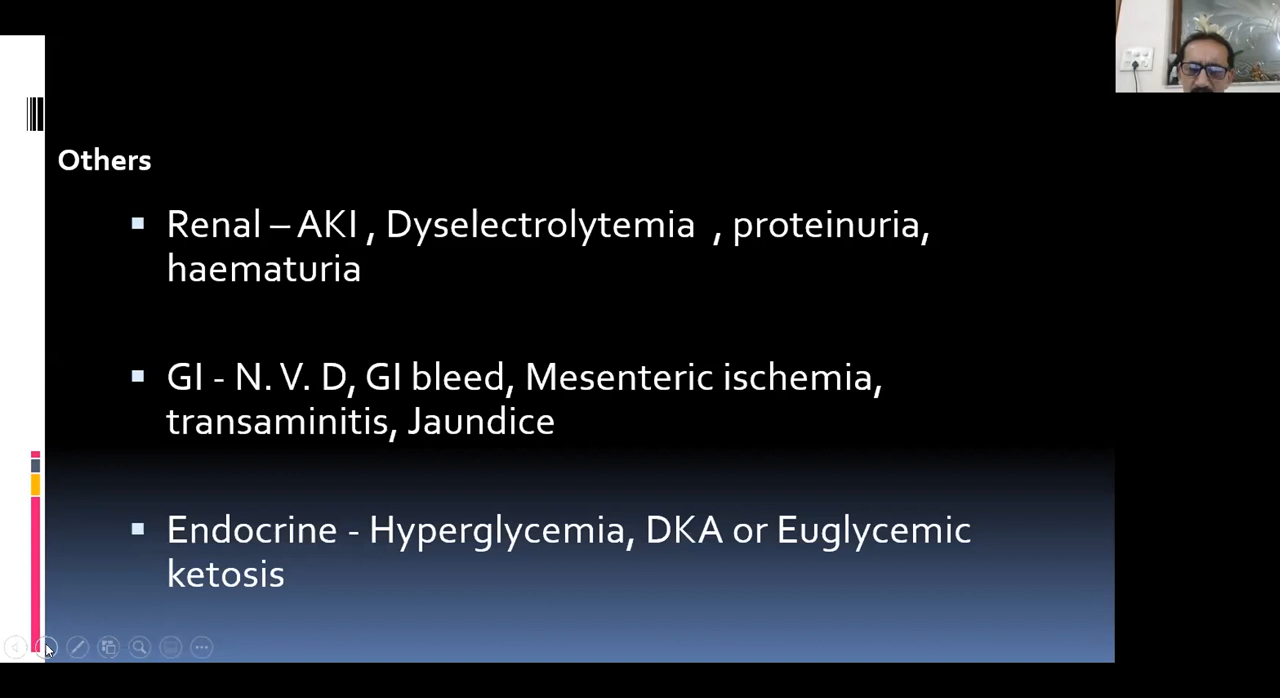 Others
Renal – AKI , Dyselectrolytemia , proteinuria,
haematuria
GI - N. V. D, GI bleed, Mesenteric ischemia,
transaminitis, Jaundice
Endocrine - Hyperglycemia, DKA or Euglycemic
ketosis